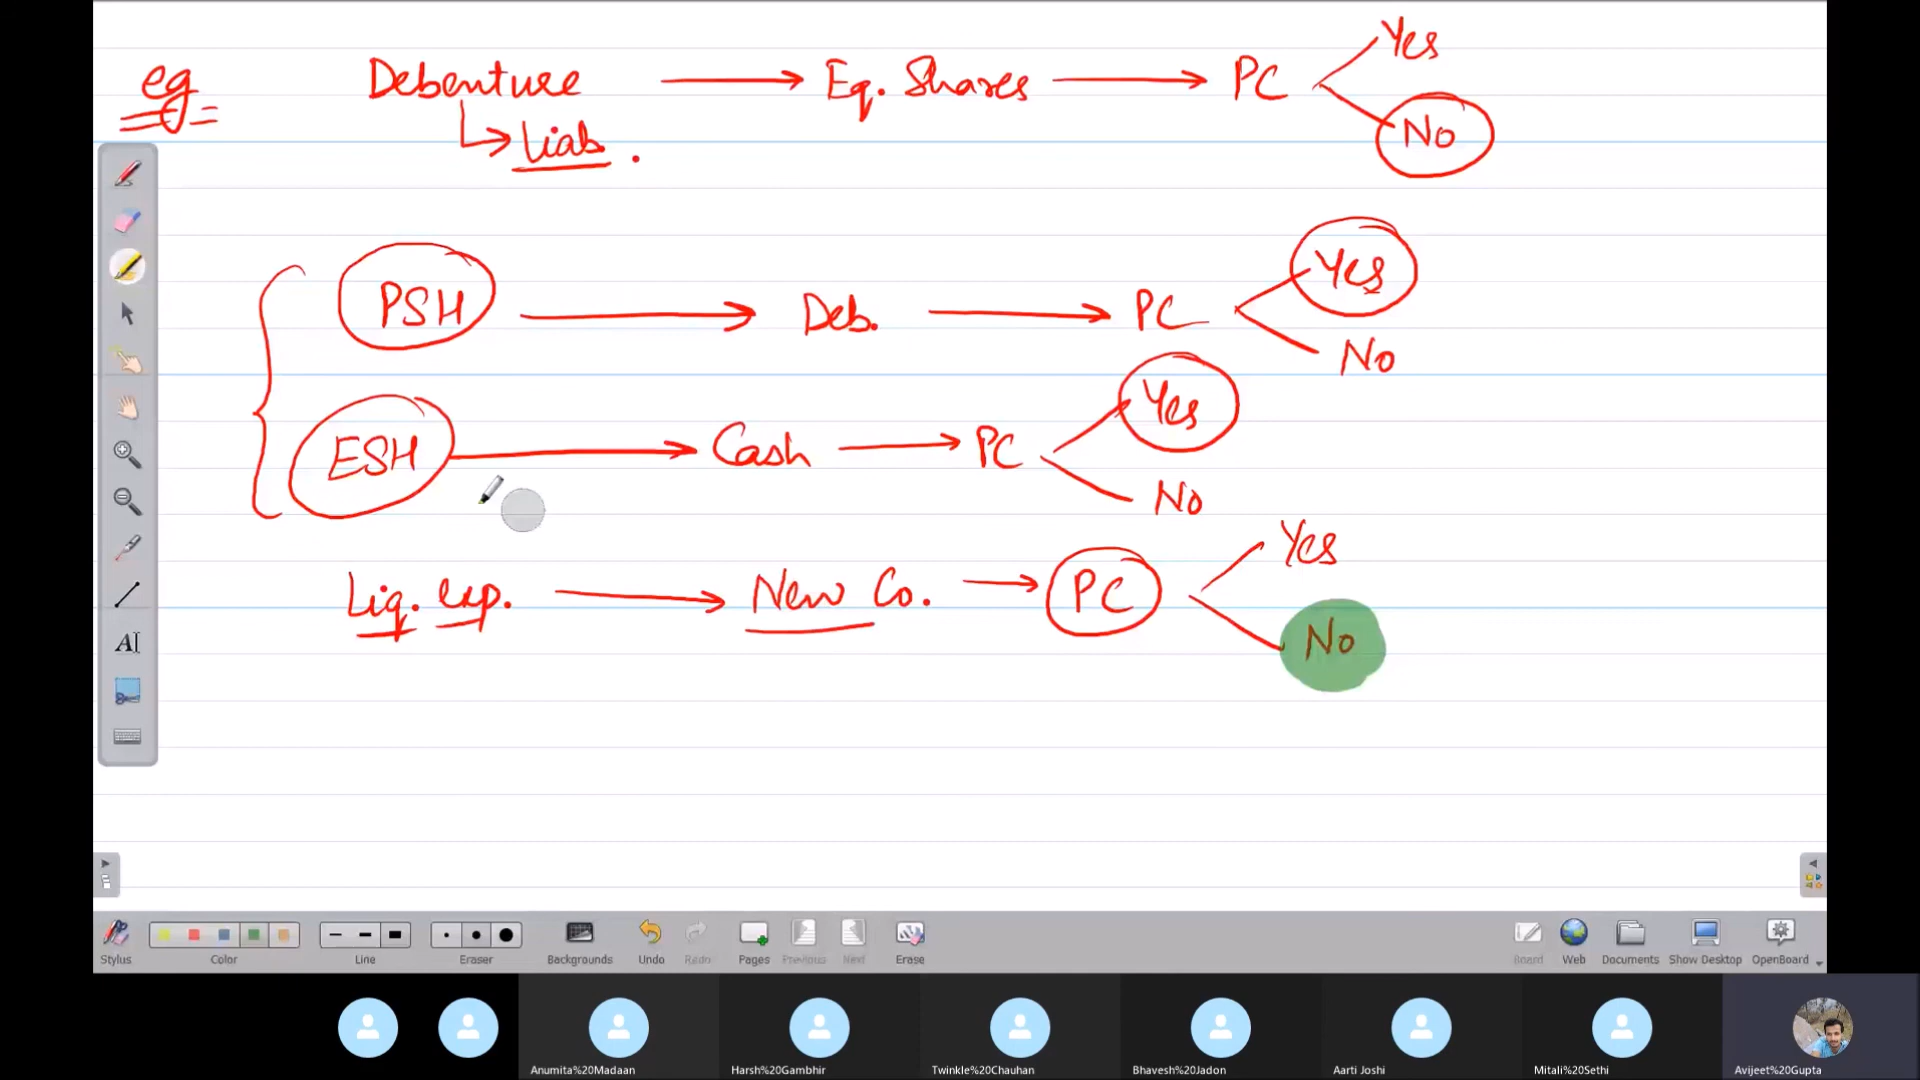 Yes
eg Debenture → Eq. Shares → PC
No
Liab.
Yes
PSH → Deb. → PC
No
Yes
ESH → Cash → PC
No
Yes
Liq. exp. → New Co. → PC
No
AI
Stylus Color Line Eraser Backgrounds Undo Redo Pages Previous Next Erase Board Web Documents Show Desktop OpenBoard
Anumita%20Madaan Harsh%20Gambhir Twinkle%20Chauhan Bhavesh%20Jadon Aarti Joshi Mitali%20Sethi Avijeet%20Gupta